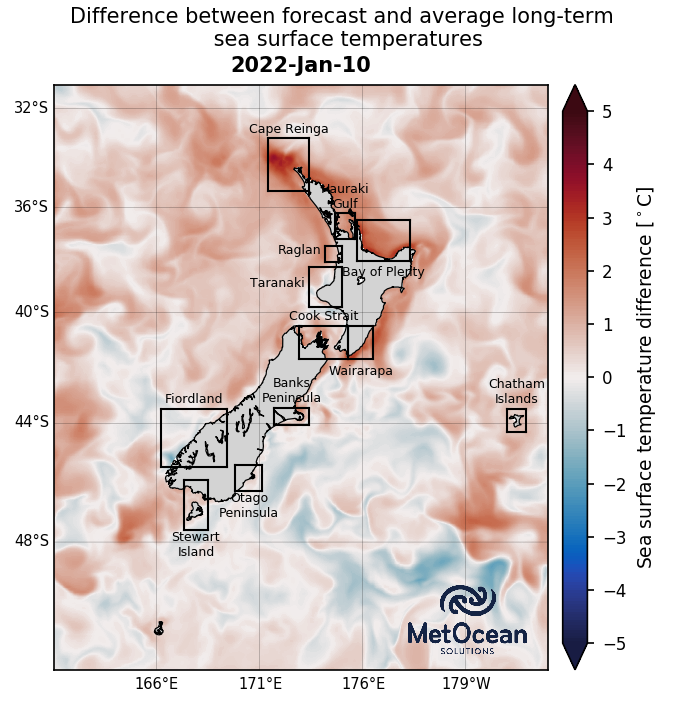 Difference between forecast and average long-term
sea surface temperatures
2022-Jan-10
32°S
36°S
40°S
44°S
48°S
166°E
171°E
176°E
179°W
Cape Reinga
Hauraki
Gulf
Raglan
Bay of Plenty
Taranaki
Cook Strait
Wairarapa
Banks
Peninsula
Chatham
Islands
Fiordland
Otago
Peninsula
Stewart
Island
MetOcean
SOLUTIONS
5
4
3
2
1
0
−1
−2
−3
−4
−5
Sea surface temperature difference [°C]